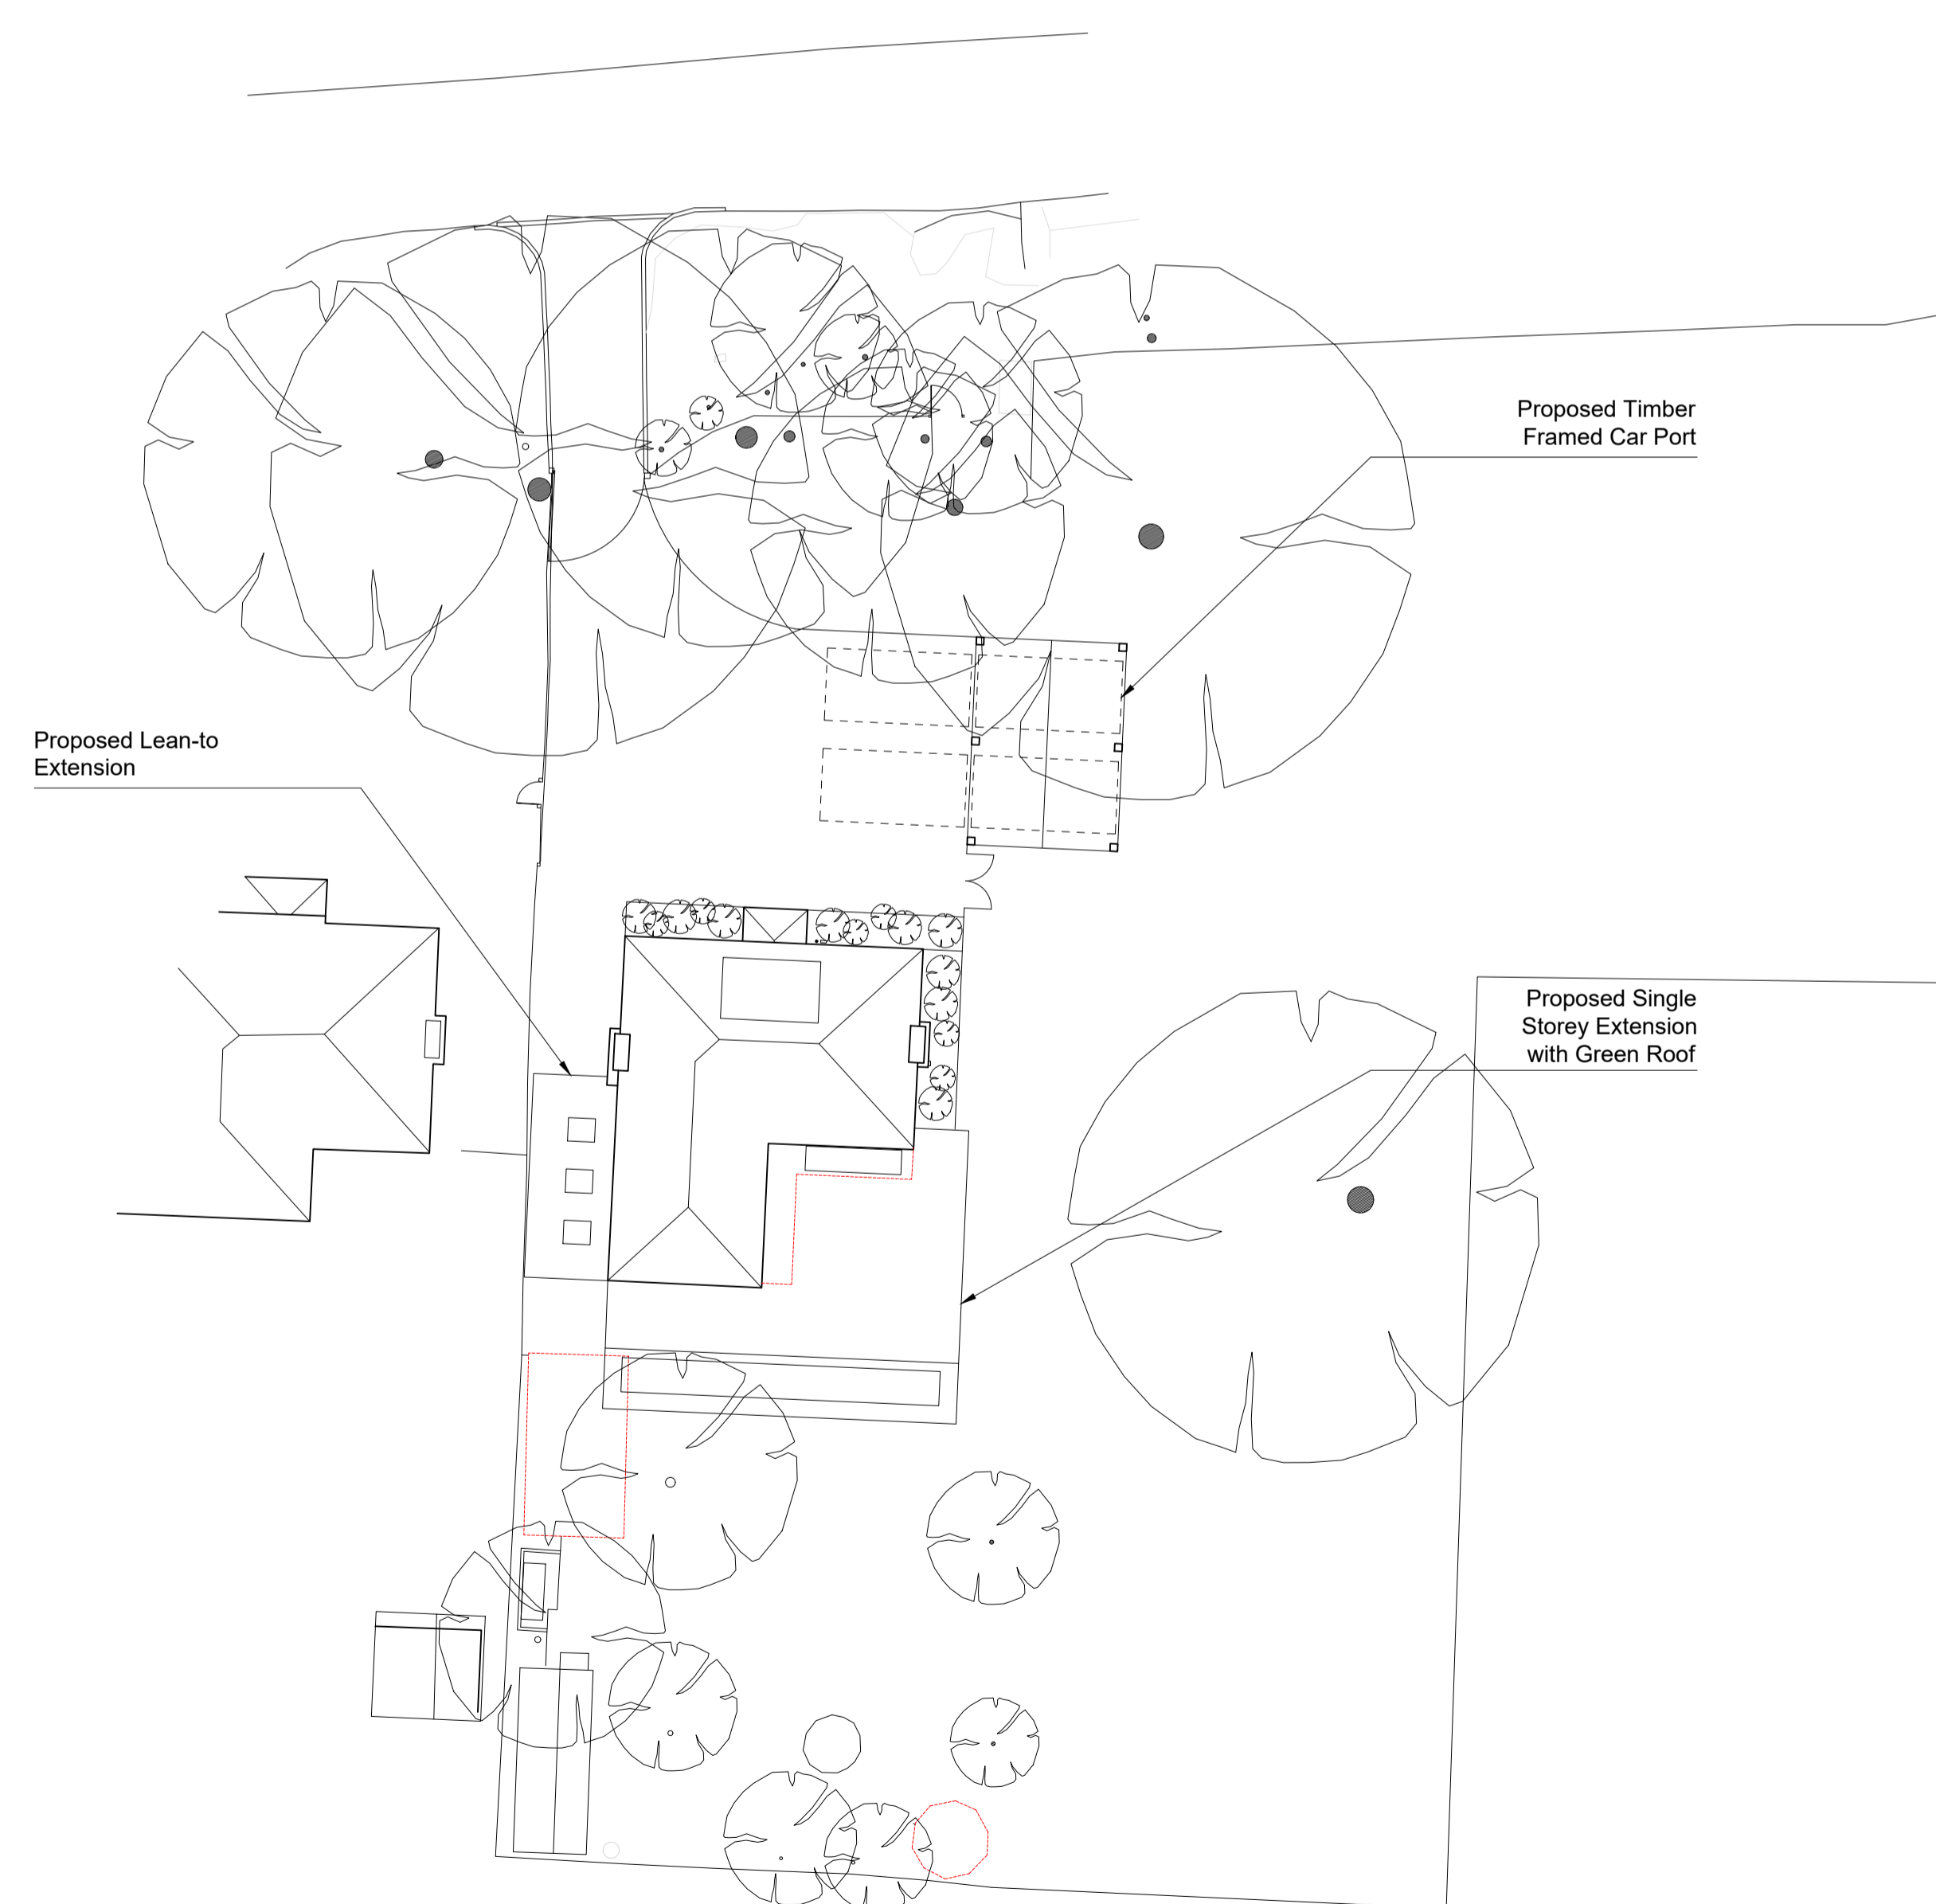 Proposed Timber
Framed Car Port
Proposed Lean-to
Extension
Proposed Single
Storey Extension
with Green Roof